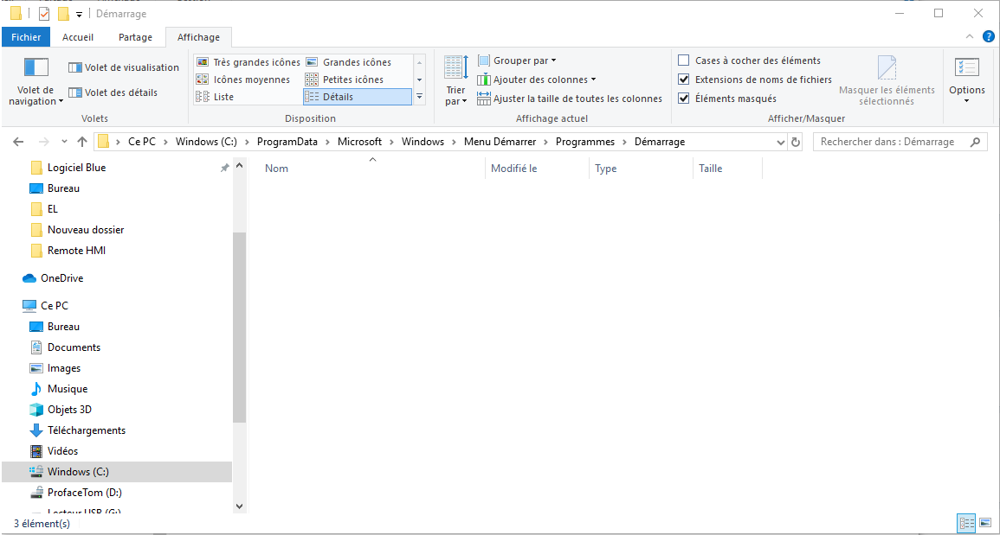 Démarrage
Fichier Accueil Partage Affichage
Volet de navigation
Volet de visualisation
Volet des détails
Volets
Très grandes icônes Grandes icônes
Icônes moyennes Petites icônes
Liste Détails
Disposition
Trier par
Grouper par
Ajouter des colonnes
Ajuster la taille de toutes les colonnes
Affichage actuel
Cases à cocher des éléments
Extensions de noms de fichiers
Éléments masqués
Masquer les éléments sélectionnés
Afficher/Masquer
Options
Ce PC > Windows (C:) > ProgramData > Microsoft > Windows > Menu Démarrer > Programmes > Démarrage
Rechercher dans : Démarrage
Logiciel Blue
Bureau
EL
Nouveau dossier
Remote HMI
OneDrive
Ce PC
Bureau
Documents
Images
Musique
Objets 3D
Téléchargements
Vidéos
Windows (C:)
ProfaceTom (D:)
Lecteur USB (G:)
Nom Modifié le Type Taille
3 élément(s)